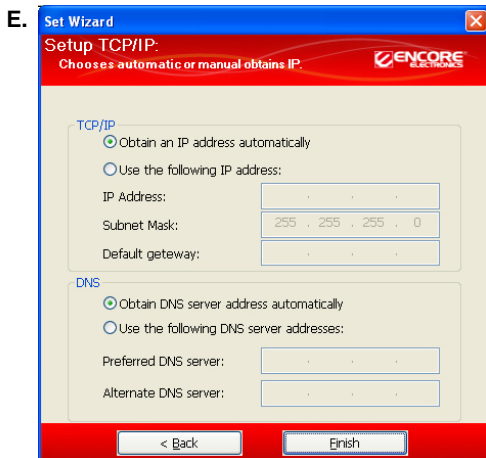 E.
Set Wizard
Setup TCP/IP:
Chooses automatic or manual obtains IP.
ENCORE
ELECTRONICS
TCP/IP
Obtain an IP address automatically
Use the following IP address:
IP Address:
Subnet Mask: 255 . 255 . 255 . 0
Default geteway:
DNS
Obtain DNS server address automatically
Use the following DNS server addresses:
Preferred DNS server:
Alternate DNS server:
< Back Finish